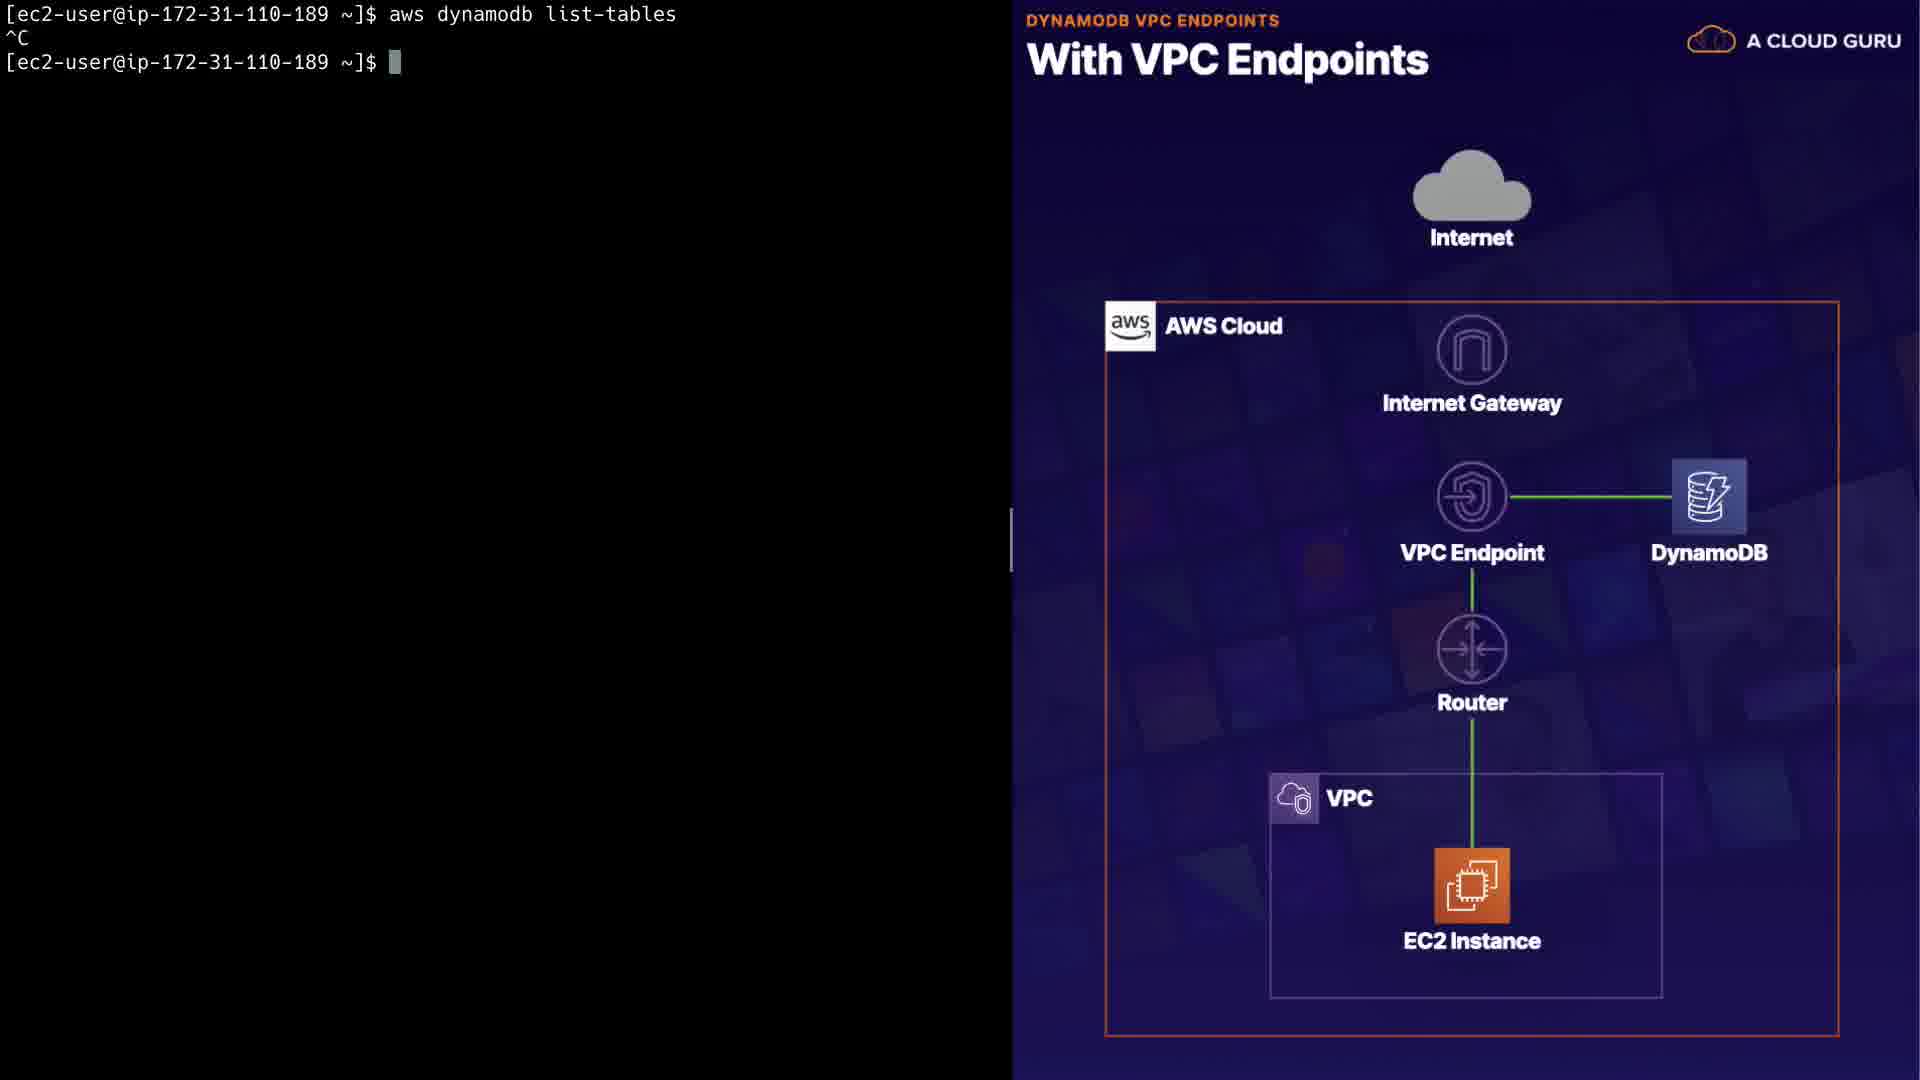 [ec2-user@ip-172-31-110-189 ~]$ aws dynamodb list-tables
^C
[ec2-user@ip-172-31-110-189 ~]$
DYNAMODB VPC ENDPOINTS
With VPC Endpoints
A CLOUD GURU
Internet
aws
AWS Cloud
Internet Gateway
VPC Endpoint
DynamoDB
Router
VPC
EC2 Instance